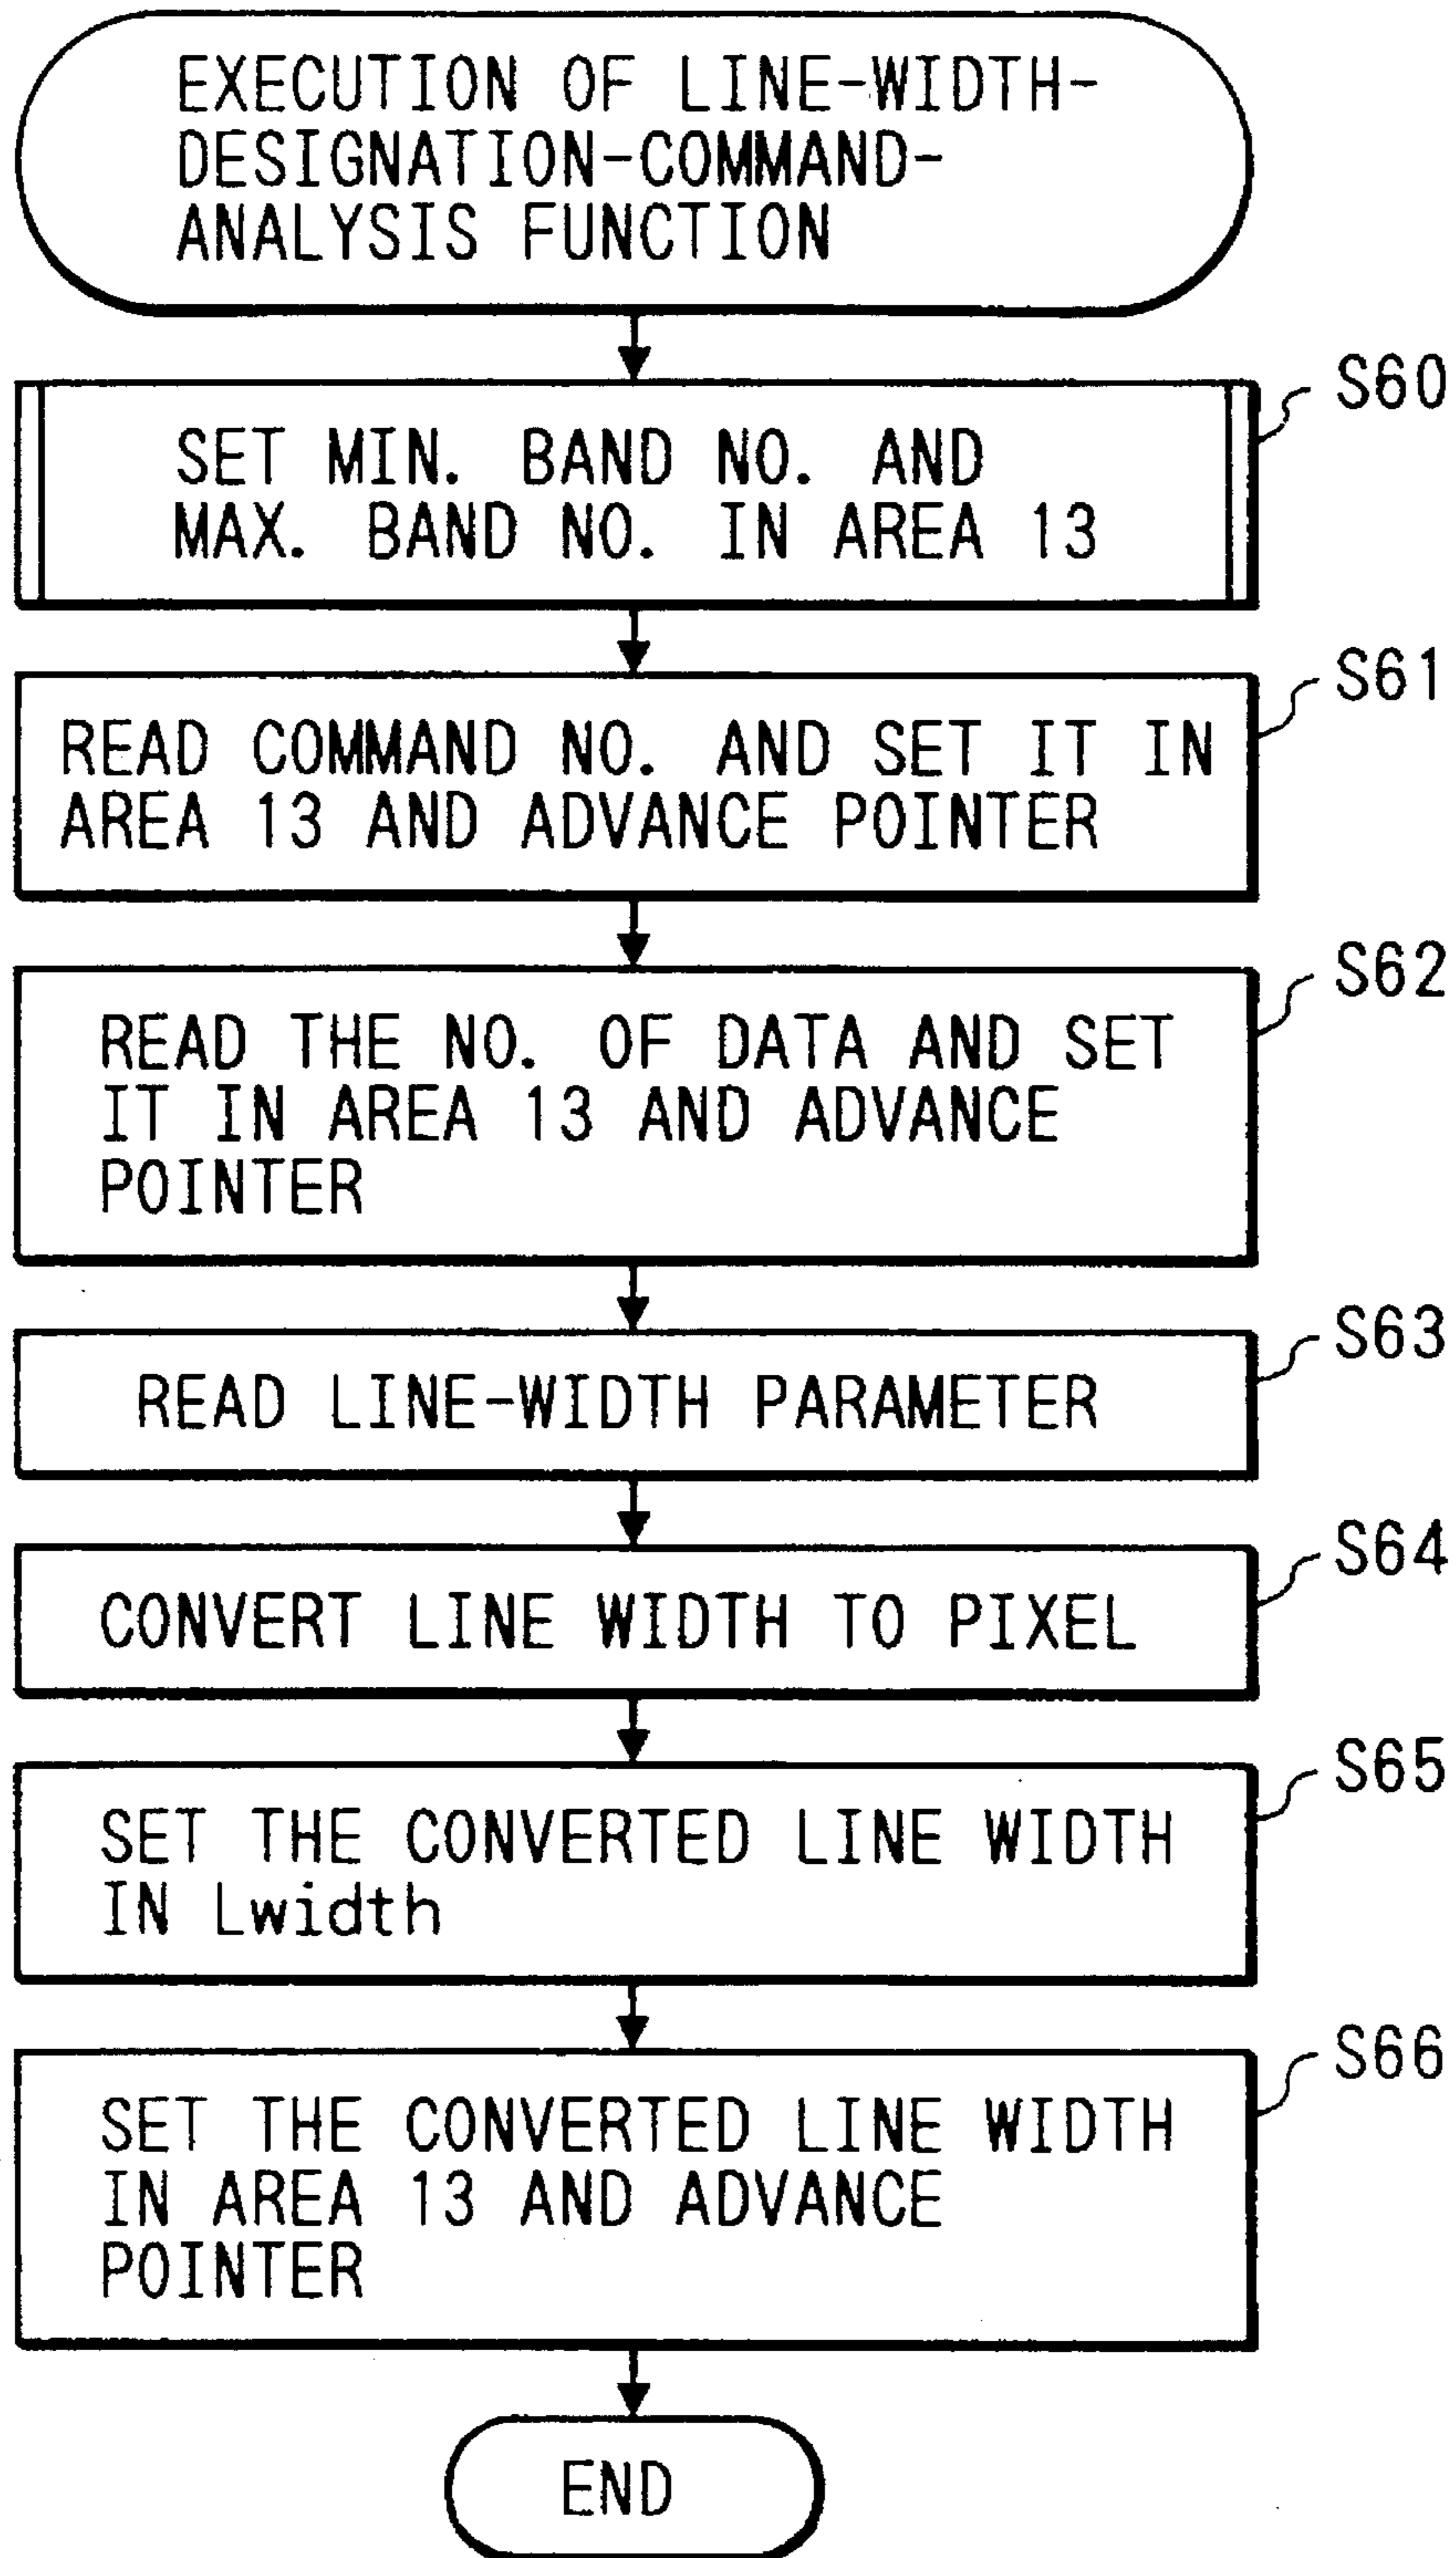 EXECUTION OF LINE-WIDTH-
DESIGNATION-COMMAND-
ANALYSIS FUNCTION
S60
SET MIN. BAND NO. AND
MAX. BAND NO. IN AREA 13
S61
READ COMMAND NO. AND SET IT IN
AREA 13 AND ADVANCE POINTER
S62
READ THE NO. OF DATA AND SET
IT IN AREA 13 AND ADVANCE
POINTER
S63
READ LINE-WIDTH PARAMETER
S64
CONVERT LINE WIDTH TO PIXEL
S65
SET THE CONVERTED LINE WIDTH
IN Lwidth
S66
SET THE CONVERTED LINE WIDTH
IN AREA 13 AND ADVANCE
POINTER
END